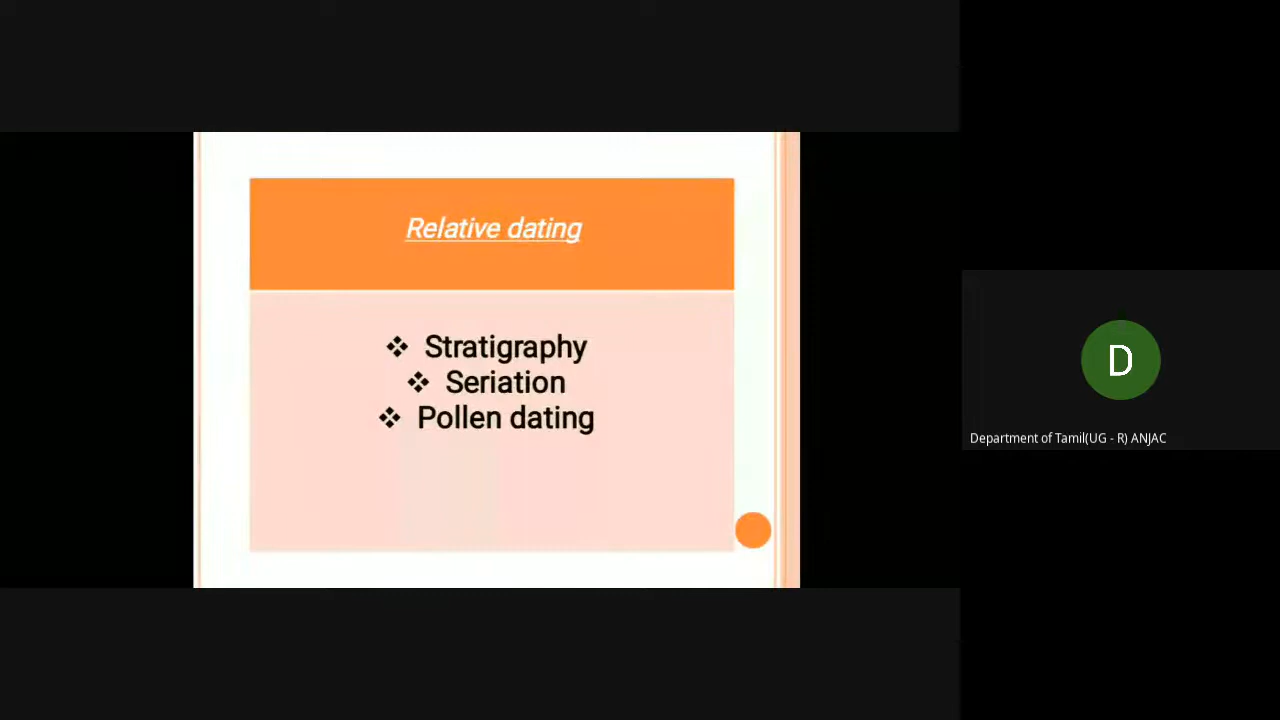 Relative dating
❖ Stratigraphy
❖ Seriation
❖ Pollen dating
D
Department of Tamil(UG - R) ANJAC